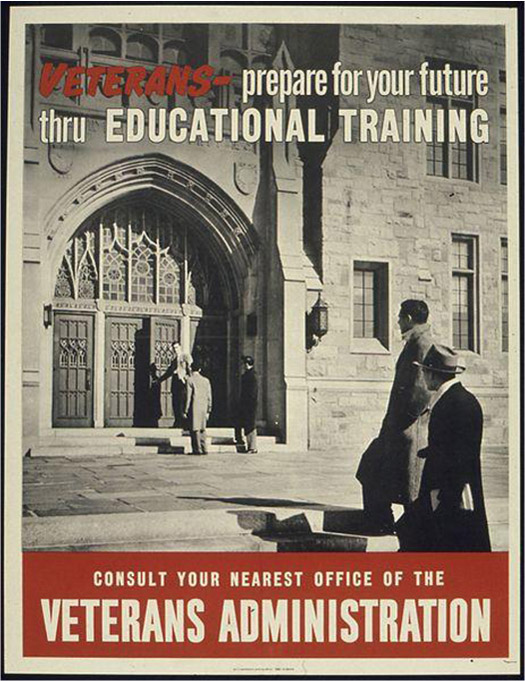 VETERANS- prepare for your future
thru EDUCATIONAL TRAINING
CONSULT YOUR NEAREST OFFICE OF THE
VETERANS ADMINISTRATION